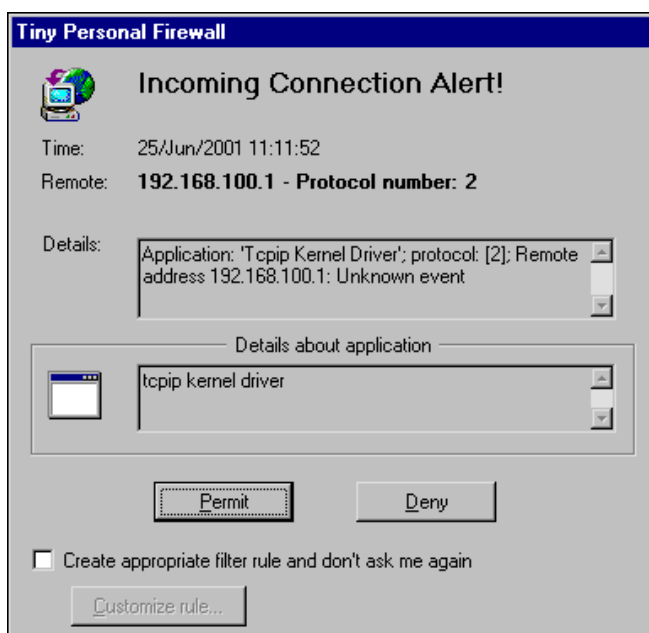 Tiny Personal Firewall
Incoming Connection Alert!
Time: 25/Jun/2001 11:11:52
Remote: 192.168.100.1 - Protocol number: 2
Details: Application: 'Tcpip Kernel Driver'; protocol: [2]; Remote
address 192.168.100.1: Unknown event
Details about application
tcpip kernel driver
Permit Deny
Create appropriate filter rule and don't ask me again
Customize rule...